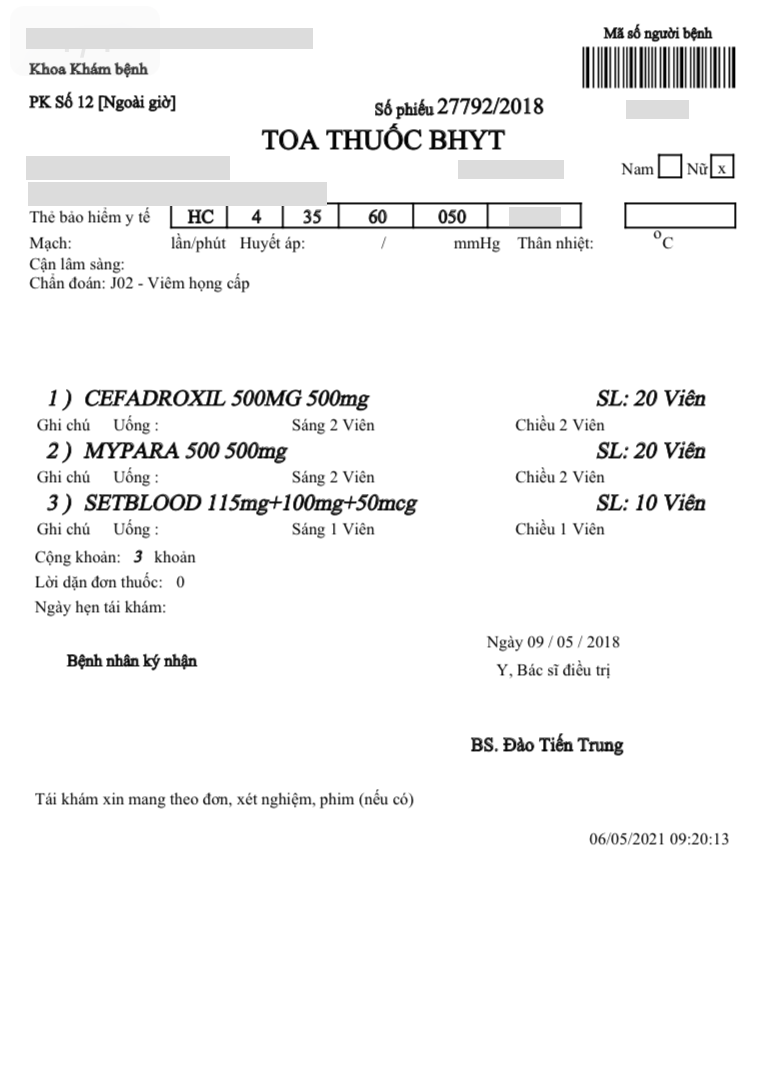 Mã số người bệnh
Khoa Khám bệnh
PK Số 12 [Ngoài giờ]
Số phiếu 27792/2018
TOA THUỐC BHYT
Nam Nữ x
Thẻ bảo hiểm y tế HC 4 35 60 050
Mạch: lần/phút Huyết áp: / mmHg Thân nhiệt: °C
Cận lâm sàng:
Chẩn đoán: J02 - Viêm họng cấp
1 ) CEFADROXIL 500MG 500mg SL: 20 Viên
Ghi chú Uống : Sáng 2 Viên Chiều 2 Viên
2 ) MYPARA 500 500mg SL: 20 Viên
Ghi chú Uống : Sáng 2 Viên Chiều 2 Viên
3 ) SETBLOOD 115mg+100mg+50mcg SL: 10 Viên
Ghi chú Uống : Sáng 1 Viên Chiều 1 Viên
Cộng khoản: 3 khoản
Lời dặn đơn thuốc: 0
Ngày hẹn tái khám:
Ngày 09 / 05 / 2018
Bệnh nhân ký nhận
Y, Bác sĩ điều trị
BS. Đào Tiến Trung
Tái khám xin mang theo đơn, xét nghiệm, phim (nếu có)
06/05/2021 09:20:13